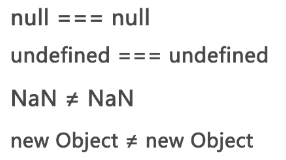 null === null
undefined === undefined
NaN ≠ NaN
new Object ≠ new Object